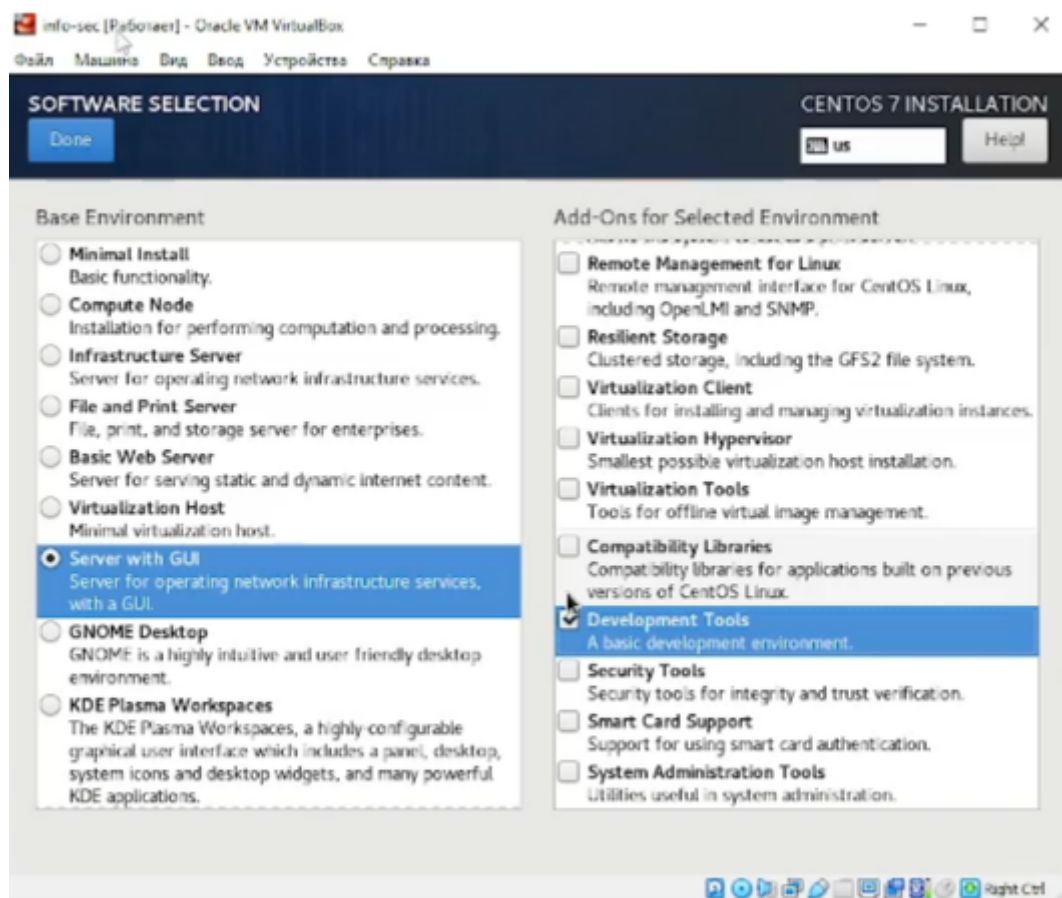 info-sec [Работает] - Oracle VM VirtualBox
Файл Машина Вид Ввод Устройства Справка
SOFTWARE SELECTION
Done
CENTOS 7 INSTALLATION
us
Help!
Base Environment
Minimal Install
Basic functionality.
Compute Node
Installation for performing computation and processing.
Infrastructure Server
Server for operating network infrastructure services.
File and Print Server
File, print, and storage server for enterprises.
Basic Web Server
Server for serving static and dynamic internet content.
Virtualization Host
Minimal virtualization host.
Server with GUI
Server for operating network infrastructure services,
with a GUI.
GNOME Desktop
GNOME is a highly intuitive and user friendly desktop
environment.
KDE Plasma Workspaces
The KDE Plasma Workspaces, a highly-configurable
graphical user interface which includes a panel, desktop,
system icons and desktop widgets, and many powerful
KDE applications.
Add-Ons for Selected Environment
Remote Management for Linux
Remote management interface for CentOS Linux,
including OpenLMI and SNMP.
Resilient Storage
Clustered storage, including the GFS2 file system.
Virtualization Client
Clients for installing and managing virtualization instances.
Virtualization Hypervisor
Smallest possible virtualization host installation.
Virtualization Tools
Tools for offline virtual image management.
Compatibility Libraries
Compatibility libraries for applications built on previous
versions of CentOS Linux.
Development Tools
A basic development environment.
Security Tools
Security tools for integrity and trust verification.
Smart Card Support
Support for using smart card authentication.
System Administration Tools
Utilities useful in system administration.
Right Ctrl